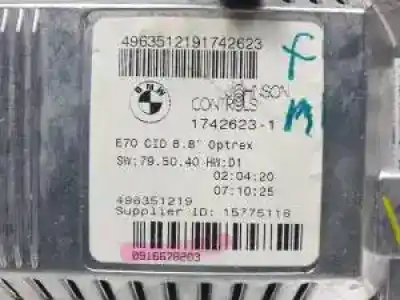 4963512191742623
BMW
JOHNSON
CONTROLS
1742623-1
E70 CID 8.8" Optrex
SW:79.50.40 HW:01
02:04:20
07:10:25
496351219
Supplier ID: 15775118
0916678203
f
M